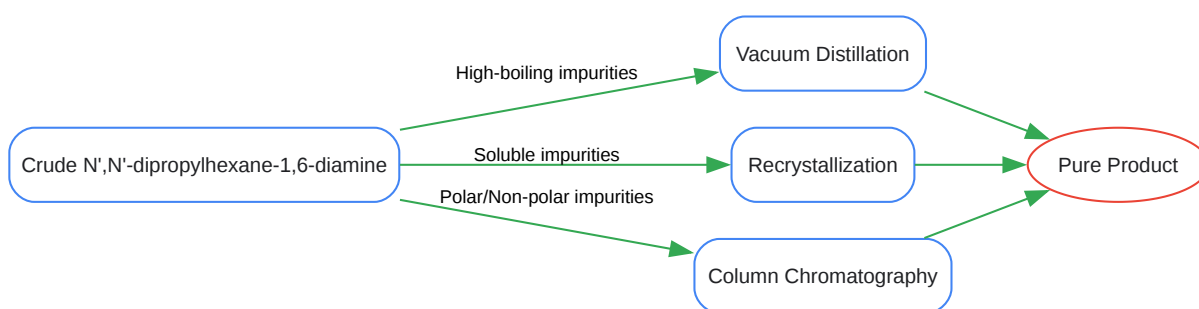 Vacuum Distillation
High-boiling impurities
Crude N',N'-dipropylhexane-1,6-diamine
Soluble impurities
Recrystallization
Pure Product
Polar/Non-polar impurities
Column Chromatography